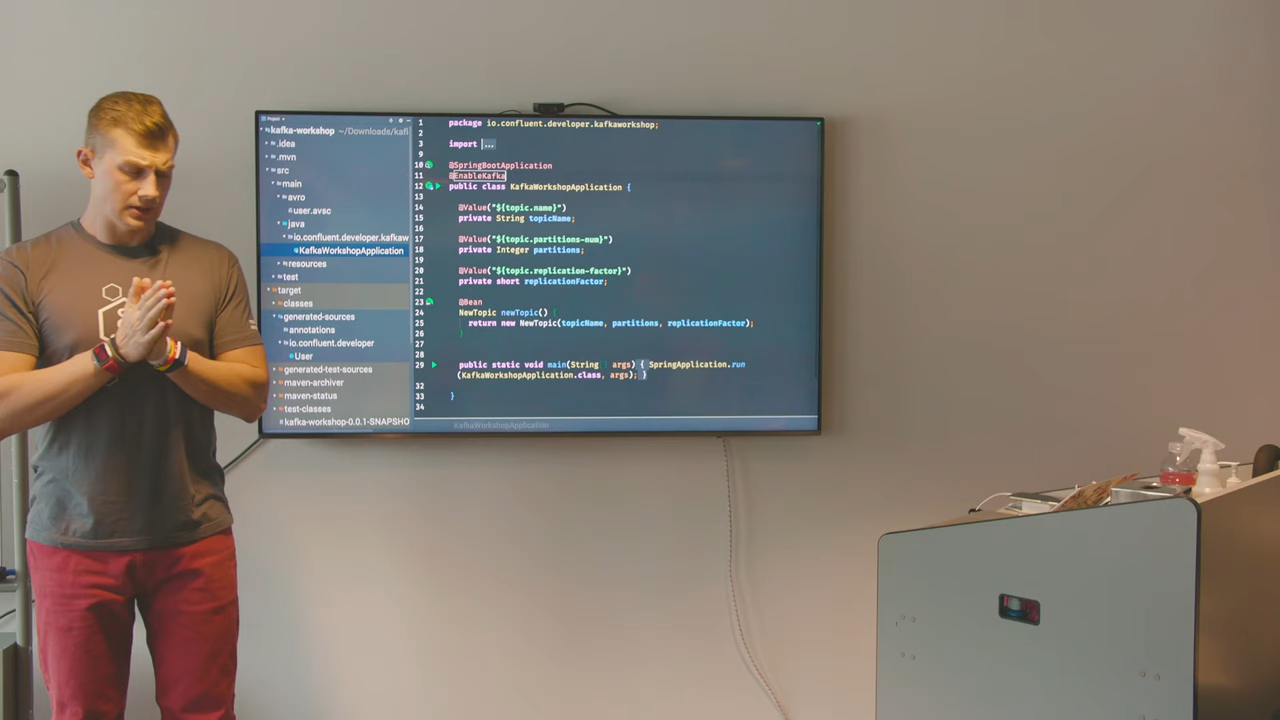 Project
kafka-workshop ~/Downloads/kafl
.idea
.mvn
src
main
avro
user.avsc
java
io.confluent.developer.kafkaw
KafkaWorkshopApplication
resources
test
target
classes
generated-sources
annotations
io.confluent.developer
User
generated-test-sources
maven-archiver
maven-status
test-classes
kafka-workshop-0.0.1-SNAPSHO
1 package io.confluent.developer.kafkaworkshop;
2
3 import ...
9
10 @SpringBootApplication
11 @EnableKafka
12 public class KafkaWorkshopApplication {
13
14 @Value("${topic.name}")
15 private String topicName;
16
17 @Value("${topic.partitions-num}")
18 private Integer partitions;
19
20 @Value("${topic.replication-factor}")
21 private short replicationFactor;
22
23 @Bean
24 NewTopic newTopic() {
25 return new NewTopic(topicName, partitions, replicationFactor);
26 }
27
28
29 public static void main(String[] args) { SpringApplication.run
(KafkaWorkshopApplication.class, args); }
32
33 }
34
KafkaWorkshopApplication